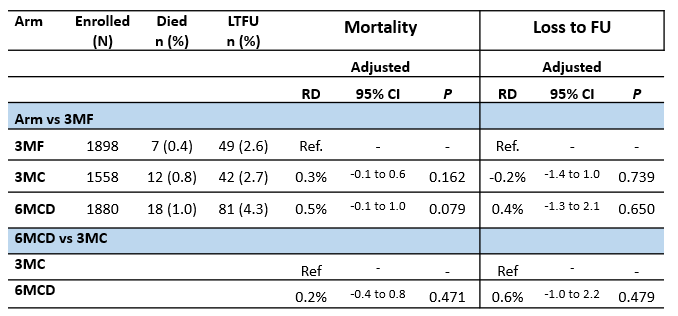 Arm Enrolled (N) Died n (%) LTFU n (%) Mortality Loss to FU
Adjusted Adjusted
RD 95% CI P RD 95% CI P
Arm vs 3MF
3MF 1898 7 (0.4) 49 (2.6) Ref. - - Ref. - -
3MC 1558 12 (0.8) 42 (2.7) 0.3% -0.1 to 0.6 0.162 -0.2% -1.4 to 1.0 0.739
6MCD 1880 18 (1.0) 81 (4.3) 0.5% -0.1 to 1.0 0.079 0.4% -1.3 to 2.1 0.650
6MCD vs 3MC
3MC Ref - - Ref - -
6MCD 0.2% -0.4 to 0.8 0.471 0.6% -1.0 to 2.2 0.479